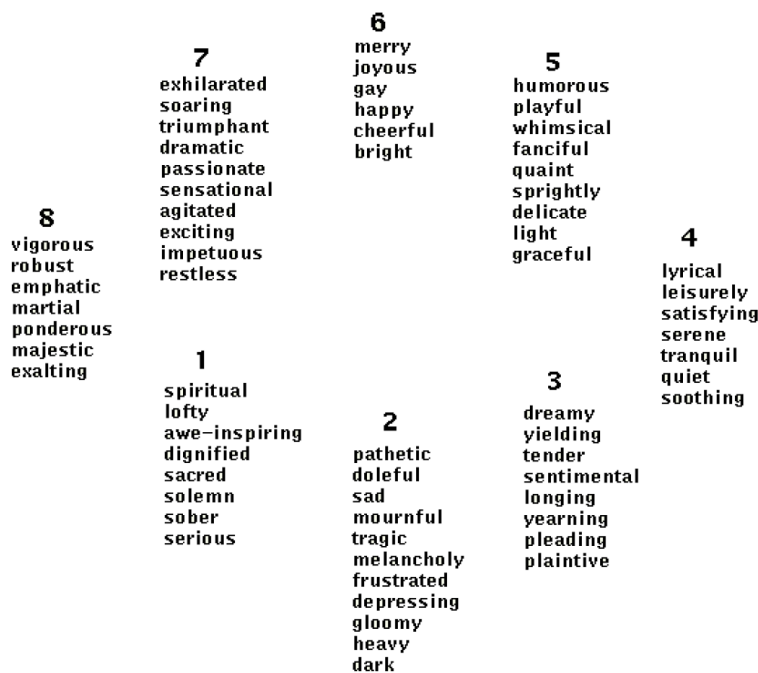 6
merry
joyous
gay
happy
cheerful
bright
7
exhilarated
soaring
triumphant
dramatic
passionate
sensational
agitated
exciting
impetuous
restless
5
humorous
playful
whimsical
fanciful
quaint
sprightly
delicate
light
graceful
8
vigorous
robust
emphatic
martial
ponderous
majestic
exalting
4
lyrical
leisurely
satisfying
serene
tranquil
quiet
soothing
1
spiritual
lofty
awe-inspiring
dignified
sacred
solemn
sober
serious
2
pathetic
doleful
sad
mournful
tragic
melancholy
frustrated
depressing
gloomy
heavy
dark
3
dreamy
yielding
tender
sentimental
longing
yearning
pleading
plaintive